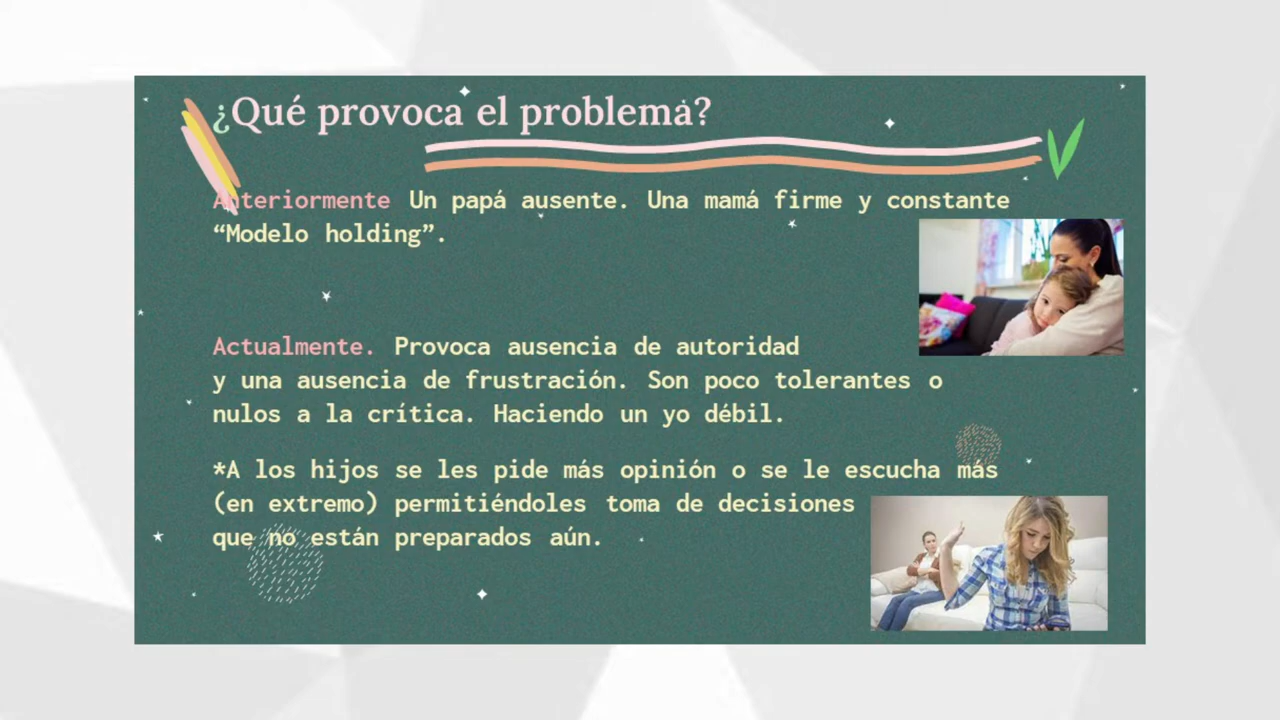 ¿Qué provoca el problema?
Anteriormente Un papá ausente. Una mamá firme y constante
“Modelo holding”.
Actualmente. Provoca ausencia de autoridad
y una ausencia de frustración. Son poco tolerantes o
nulos a la crítica. Haciendo un yo débil.
*A los hijos se les pide más opinión o se le escucha más
(en extremo) permitiéndoles toma de decisiones
que no están preparados aún.